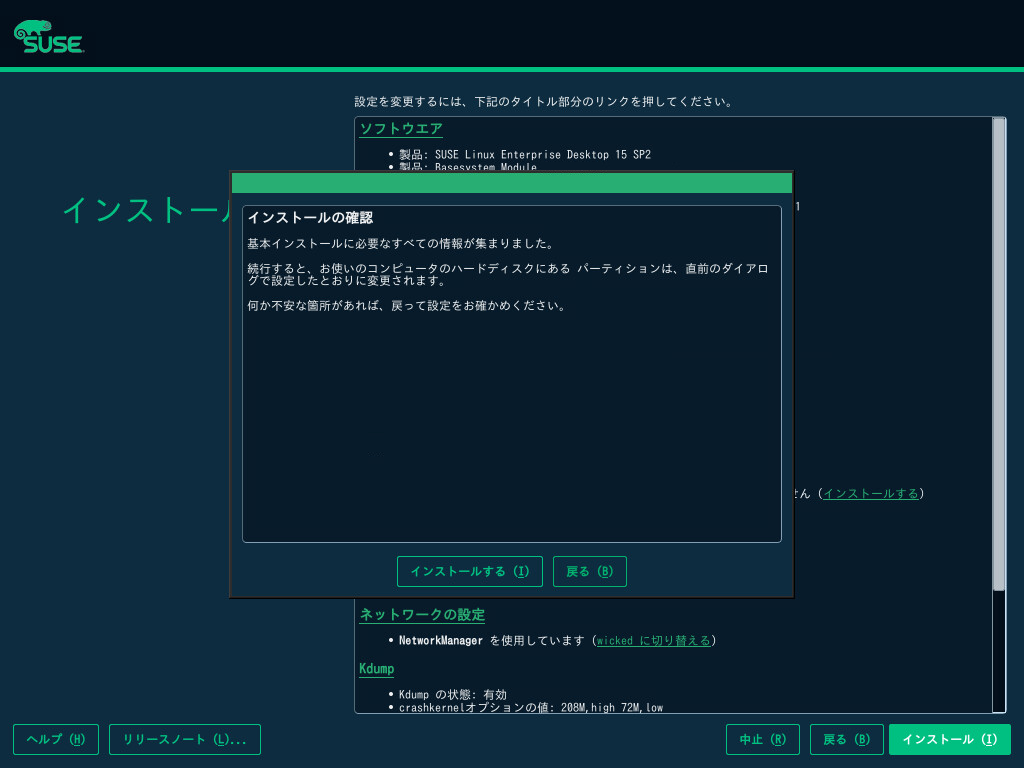 SUSE
設定を変更するには、下記のタイトル部分のリンクを押してください。
ソフトウエア
• 製品: SUSE Linux Enterprise Desktop 15 SP2
• 製品: Basesystem Module
インストール
1
インストールの確認
基本インストールに必要なすべての情報が集まりました。
続行すると、お使いのコンピュータのハードディスクにある パーティションは、直前のダイアロ
グで設定したとおりに変更されます。
何か不安な箇所があれば、戻って設定をお確かめください。
せん (インストールする)
インストールする (I)
戻る (B)
ネットワークの設定
• NetworkManager を使用しています (wicked に切り替える)
Kdump
• Kdump の状態: 有効
• crashkernelオプションの値: 208M,high 72M,low
ヘルプ (H)
リリースノート (L)...
中止 (R)
戻る (B)
インストール (I)